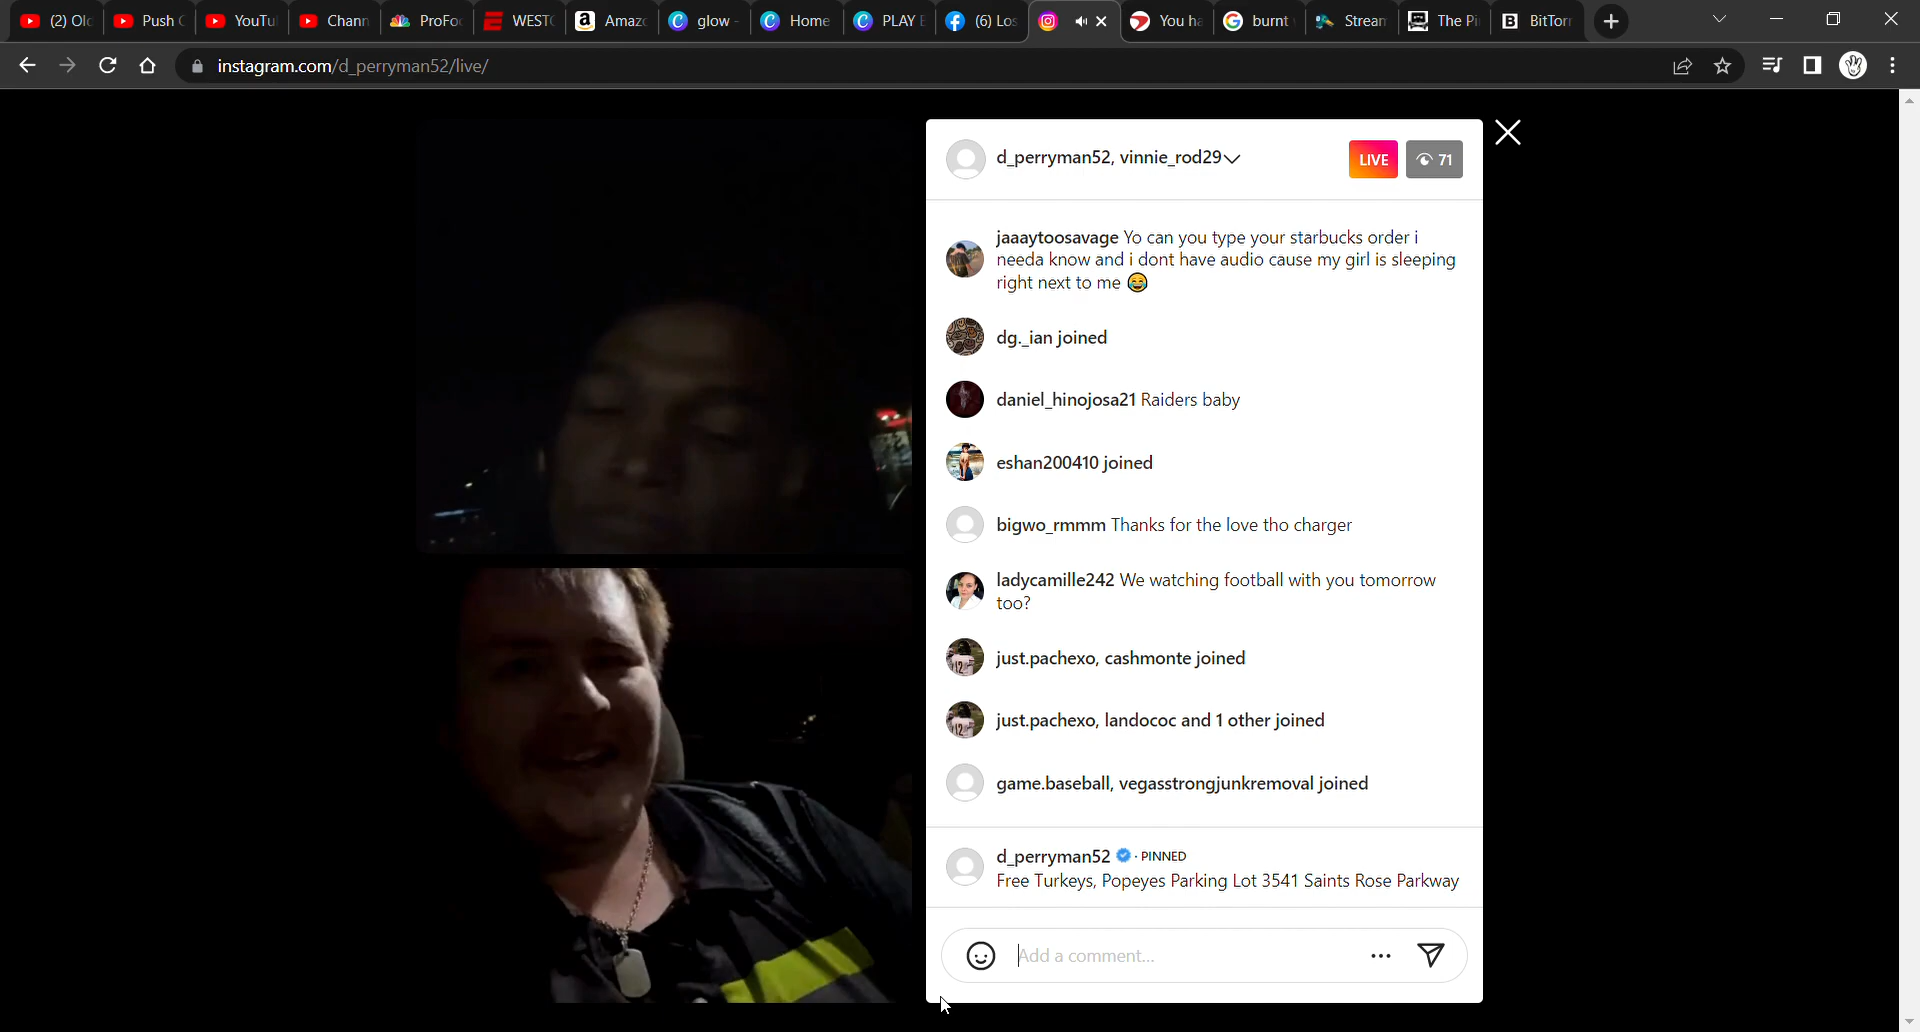 (2) Old
Push
YouTu
Chann
ProFo
WEST
Amaz
glow -
Home
PLAY
(6) Los
You ha
burnt
Stream
The Pi
BitTor
instagram.com/d_perryman52/live/
d_perryman52, vinnie_rod29
LIVE
71
jaaaytoosavage Yo can you type your starbucks order i
needa know and i dont have audio cause my girl is sleeping
right next to me 😂
dg._ian joined
daniel_hinojosa21 Raiders baby
eshan200410 joined
bigwo_rmmm Thanks for the love tho charger
ladycamille242 We watching football with you tomorrow
too?
just.pachexo, cashmonte joined
just.pachexo, landococ and 1 other joined
game.baseball, vegasstrongjunkremoval joined
d_perryman52 · PINNED
Free Turkeys, Popeyes Parking Lot 3541 Saints Rose Parkway
Add a comment...